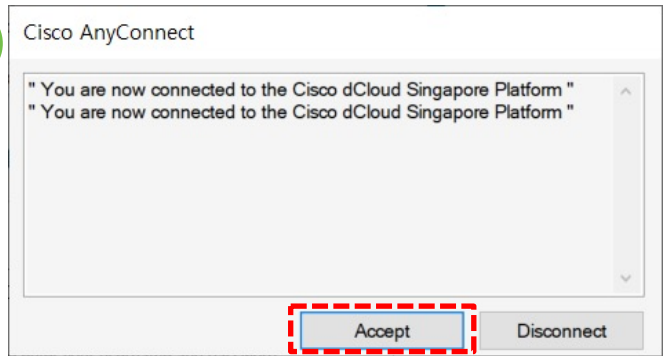 Cisco AnyConnect
" You are now connected to the Cisco dCloud Singapore Platform "
" You are now connected to the Cisco dCloud Singapore Platform "
Accept
Disconnect